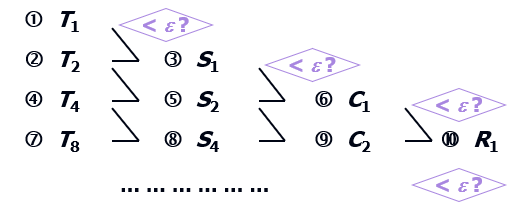 ① T₁ < ε?
② T₂ ③ S₁ < ε?
④ T₄ ⑤ S₂ ⑥ C₁ < ε?
⑦ T₈ ⑧ S₄ ⑨ C₂ ⑩ R₁
... ... ... ... ... ... < ε?